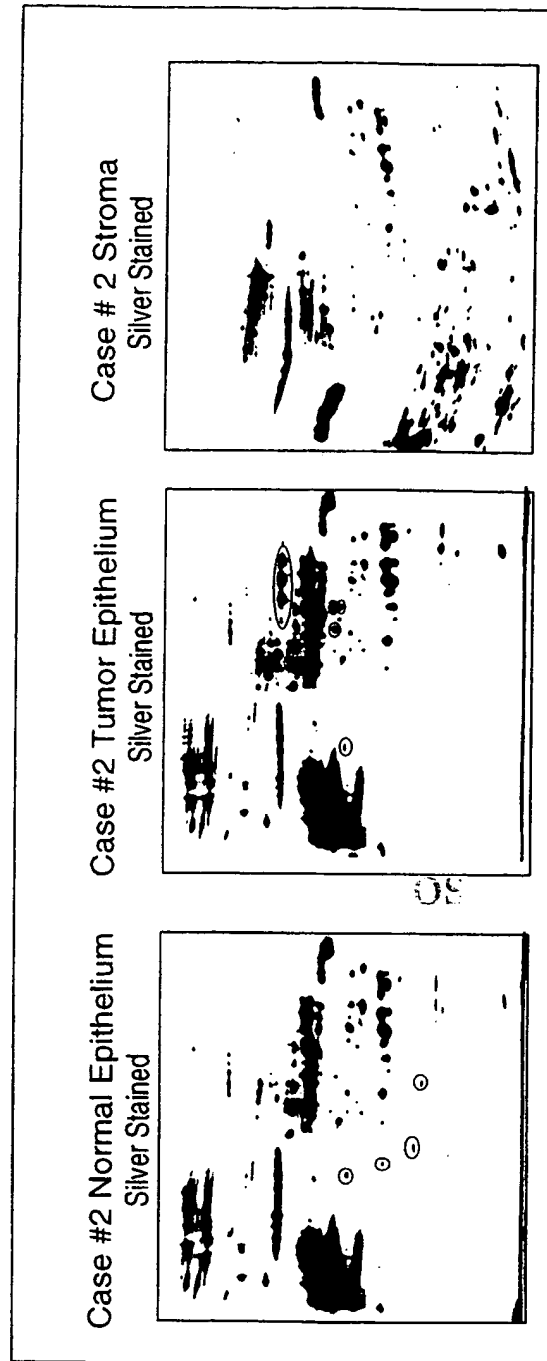 Case #2 Normal Epithelium
Silver Stained
Case #2 Tumor Epithelium
Silver Stained
Case # 2 Stroma
Silver Stained